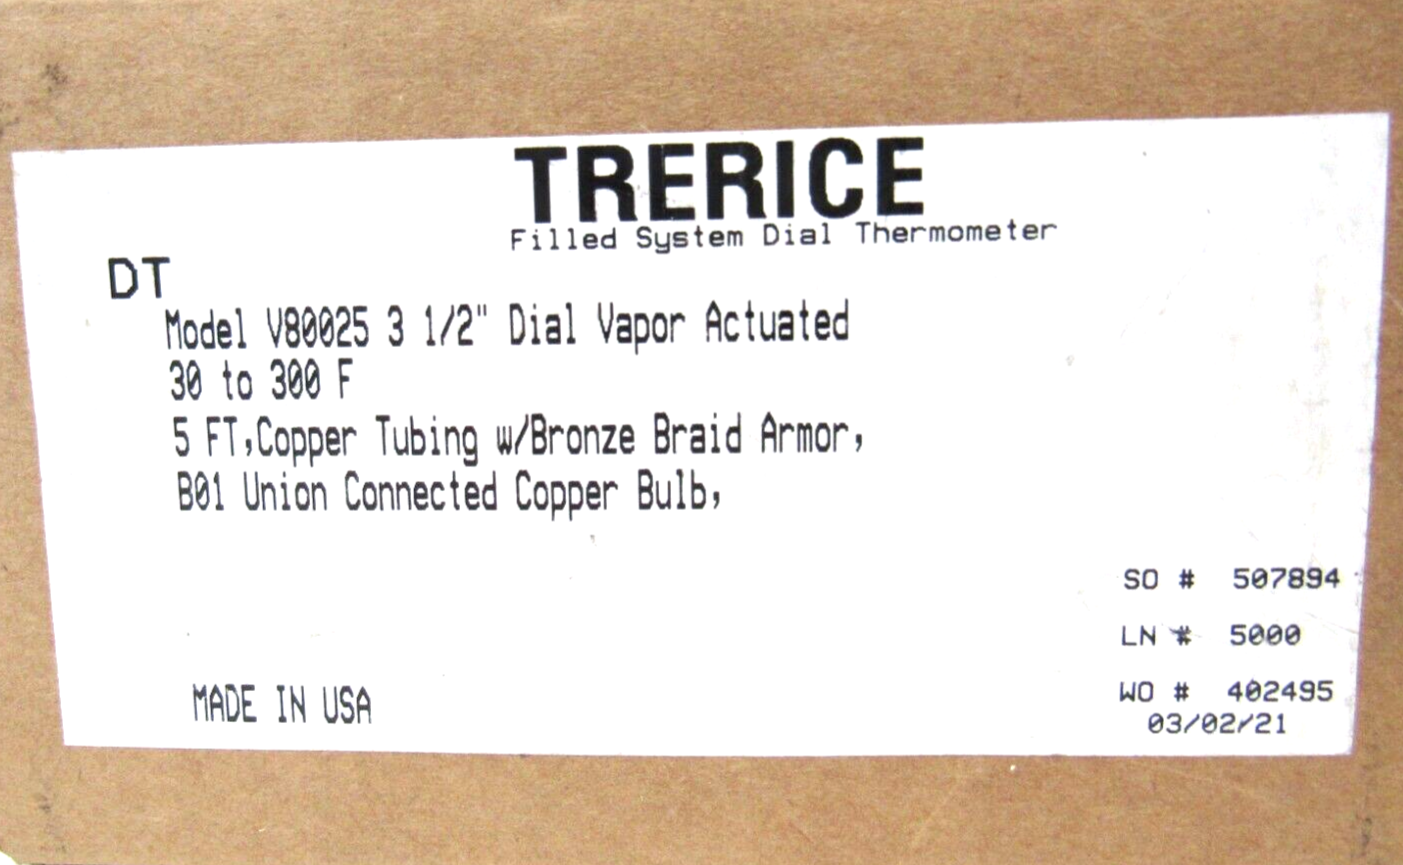 TRERICE
Filled System Dial Thermometer
DT
Model V80025 3 1/2" Dial Vapor Actuated
30 to 300 F
5 FT,Copper Tubing w/Bronze Braid Armor,
B01 Union Connected Copper Bulb,
SO # 507894
LN # 5000
WO # 402495
03/02/21
MADE IN USA